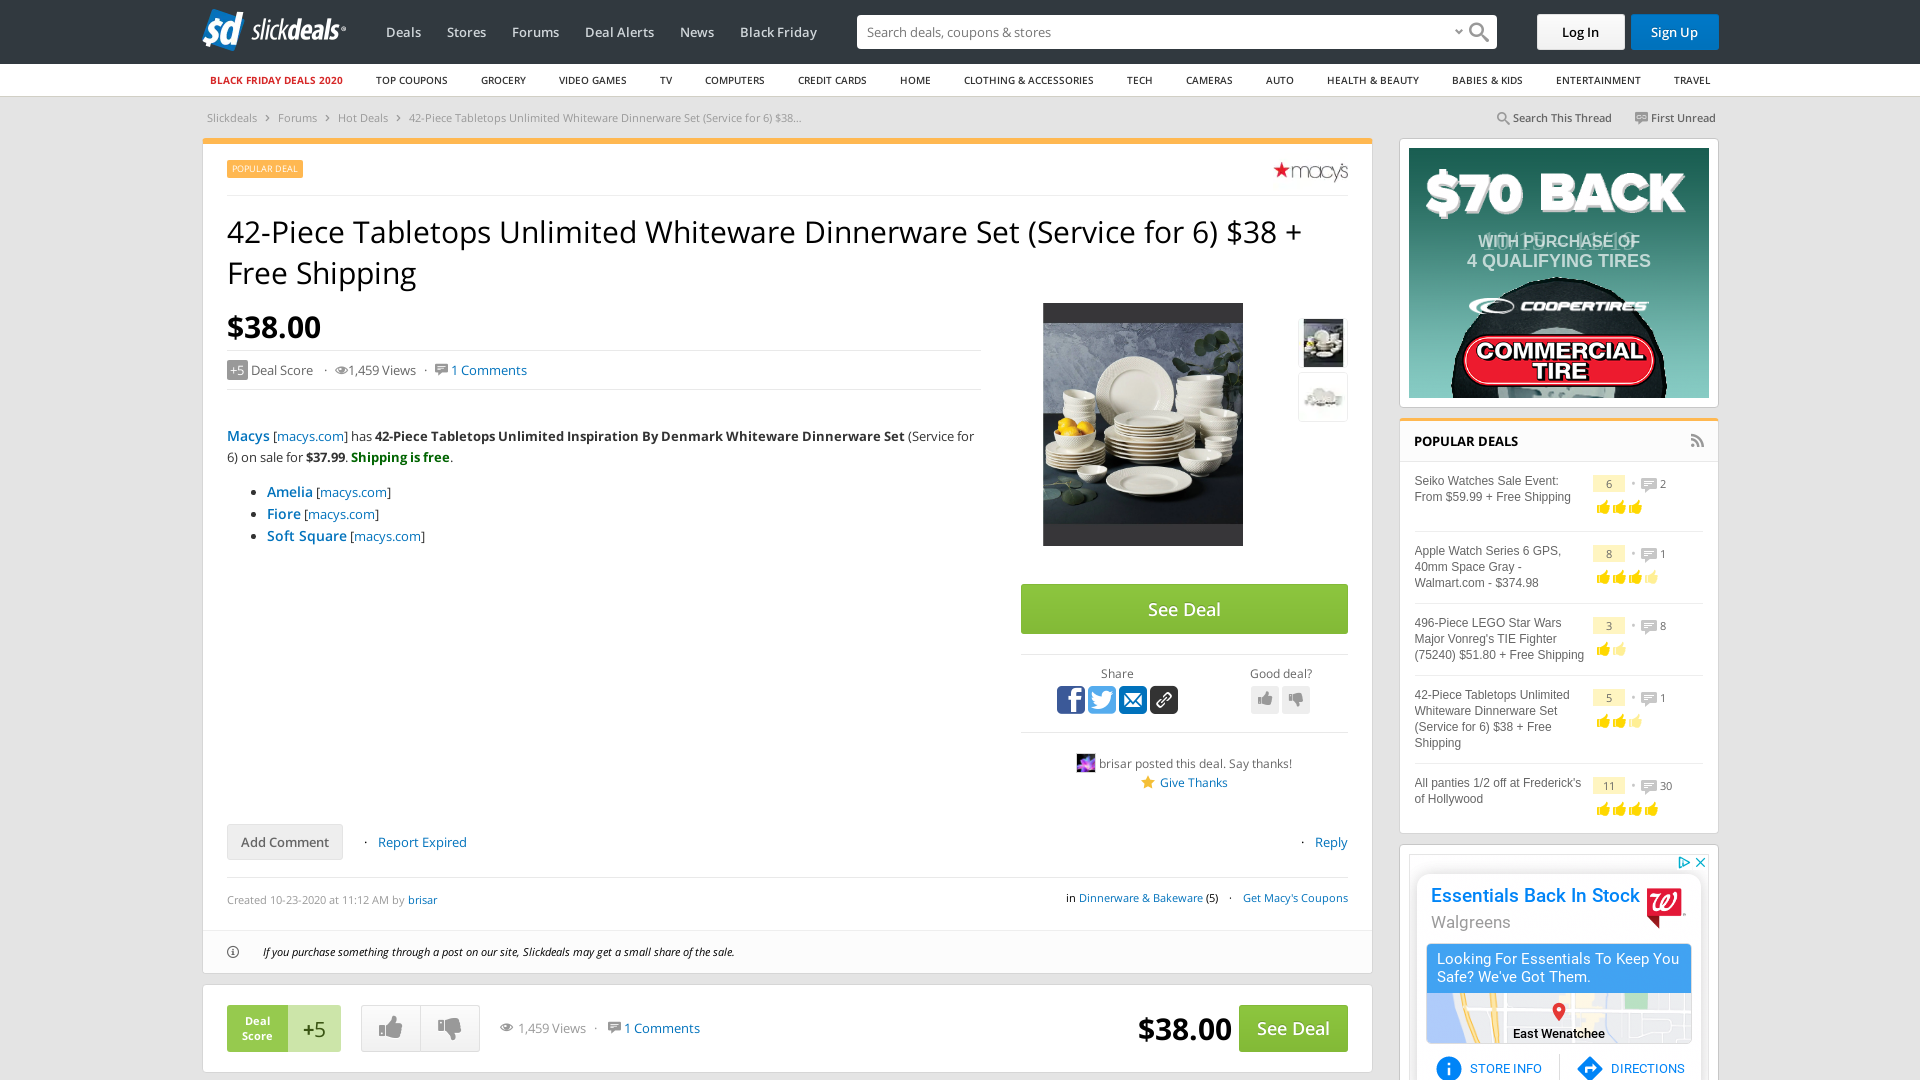 $d slickdeals
Deals Stores Forums Deal Alerts News Black Friday
Search deals, coupons & shops
Log In Sign Up
BLACK FRIDAY DEALS 2020 TOP COUPONS GROCERY VIDEO GAMES TV COMPUTERS CREDIT CARDS HOME CLOTHING & ACCESSORIES TECH CAMERAS AUTO HEALTH & BEAUTY BABIES & KIDS ENTERTAINMENT TRAVEL
Slickdeals > Forums > Hot Deals > 42-Piece Tabletops Unlimited Whiteware Dinnerware Set (Service for 6) $38...
Search This Thread First Unread
POPULAR DEAL
macy's
42-Piece Tabletops Unlimited Whiteware Dinnerware Set (Service for 6) $38 +
Free Shipping
$38.00
+5 Deal Score · 1,459 Views · 1 Comments
Macys [macys.com] has 42-Piece Tabletops Unlimited Inspiration By Denmark Whiteware Dinnerware Set (Service for
6) on sale for $37.99. Shipping is free.
• Amelia [macys.com]
• Fiore [macys.com]
• Soft Square [macys.com]
See Deal
Share
Good deal?
brisar posted this deal. Say thanks!
Give Thanks
Add Comment · Report Expired
· Reply
Created 10-23-2020 at 11:12 AM by brisar
in Dinnerware & Bakeware (5) · Get Macy's Coupons
If you purchase something through a post on our site, Slickdeals may get a small share of the sale.
Deal
Score
+5
1,459 Views · 1 Comments
$38.00
See Deal
$70 BACK
10/15 - 11/19
WITH PURCHASE OF
4 QUALIFYING TIRES
COOPERTIRES
COMMERCIAL
TIRE
POPULAR DEALS
Seiko Watches Sale Event:
From $59.99 + Free Shipping
6 • 2
Apple Watch Series 6 GPS,
40mm Space Gray -
Walmart.com - $374.98
8 • 1
496-Piece LEGO Star Wars
Major Vonreg's TIE Fighter
(75240) $51.80 + Free Shipping
3 • 8
42-Piece Tabletops Unlimited
Whiteware Dinnerware Set
(Service for 6) $38 + Free
Shipping
5 • 1
All panties 1/2 off at Frederick's
of Hollywood
11 • 30
Essentials Back In Stock
Walgreens
Looking For Essentials To Keep You
Safe? We've Got Them.
East Wenatchee
STORE INFO DIRECTIONS